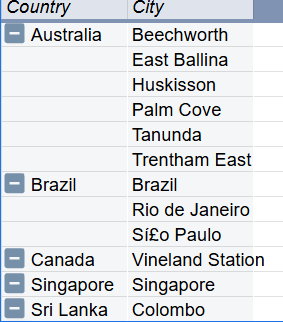 Country City
Australia Beechworth
East Ballina
Huskisson
Palm Cove
Tanunda
Trentham East
Brazil Brazil
Rio de Janeiro
Sí£o Paulo
Canada Vineland Station
Singapore Singapore
Sri Lanka Colombo